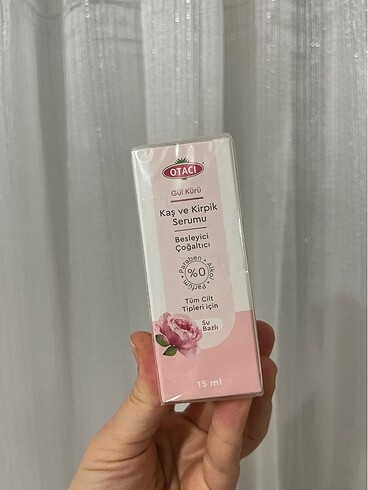 OTACI
Gül Kürü
Kaş ve Kirpik
Serumu
Besleyici
Çoğaltıcı
Paraben • Alkol • Parfüm •
%0
Tüm Cilt
Tipleri için
Su
Bazlı
15 ml